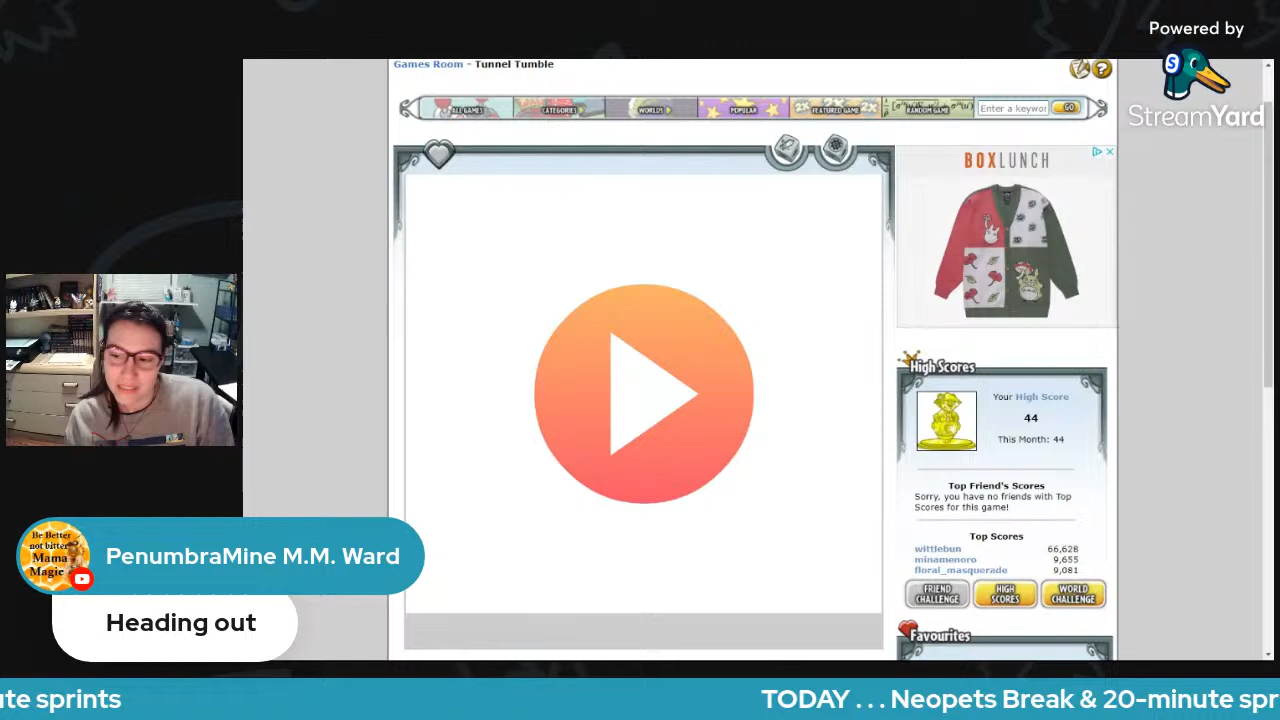 Powered by
StreamYard
Games Room - Tunnel Tumble
ALL GAMES
CATEGORIES
WORLDS
POPULAR
2X FEATURED GAME 2X
RANDOM GAME
Enter a keywor
GO
BOXLUNCH
High Scores
Your High Score
44
This Month: 44
Top Friend's Scores
Sorry, you have no friends with Top
Scores for this game!
Top Scores
wittlebun 66,628
minamenoro 9,655
floral_masquerade 9,081
FRIEND CHALLENGE
HIGH SCORES
WORLD CHALLENGE
Favourites
Be Better
not bitter
Mama
Magic
PenumbraMine M.M. Ward
Heading out
ute sprints
TODAY . . . Neopets Break & 20-minute spr